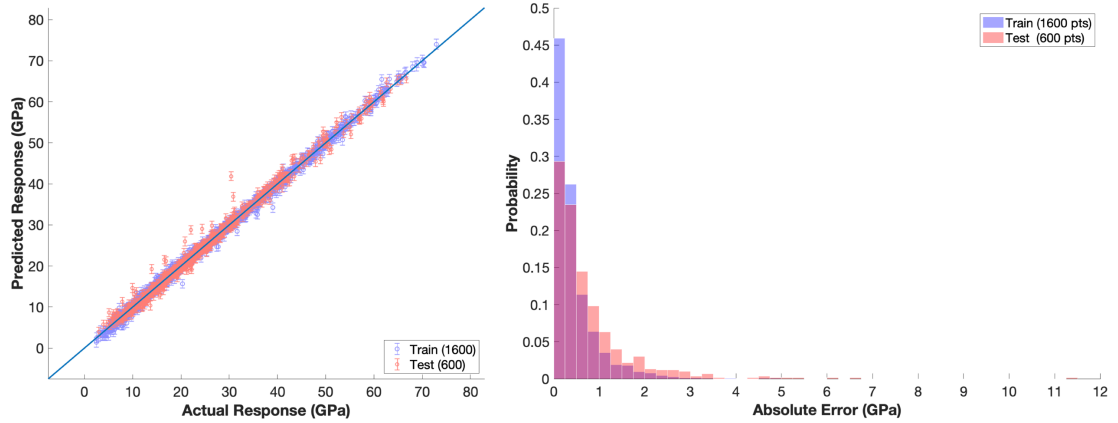 80
70
60
50
40
30
20
10
0
Predicted Response (GPa)
0 10 20 30 40 50 60 70 80
Actual Response (GPa)
Train (1600)
Test (600)
0.5
0.45
0.4
0.35
0.3
0.25
0.2
0.15
0.1
0.05
0
Probability
0 1 2 3 4 5 6 7 8 9 10 11 12
Absolute Error (GPa)
Train (1600 pts)
Test (600 pts)